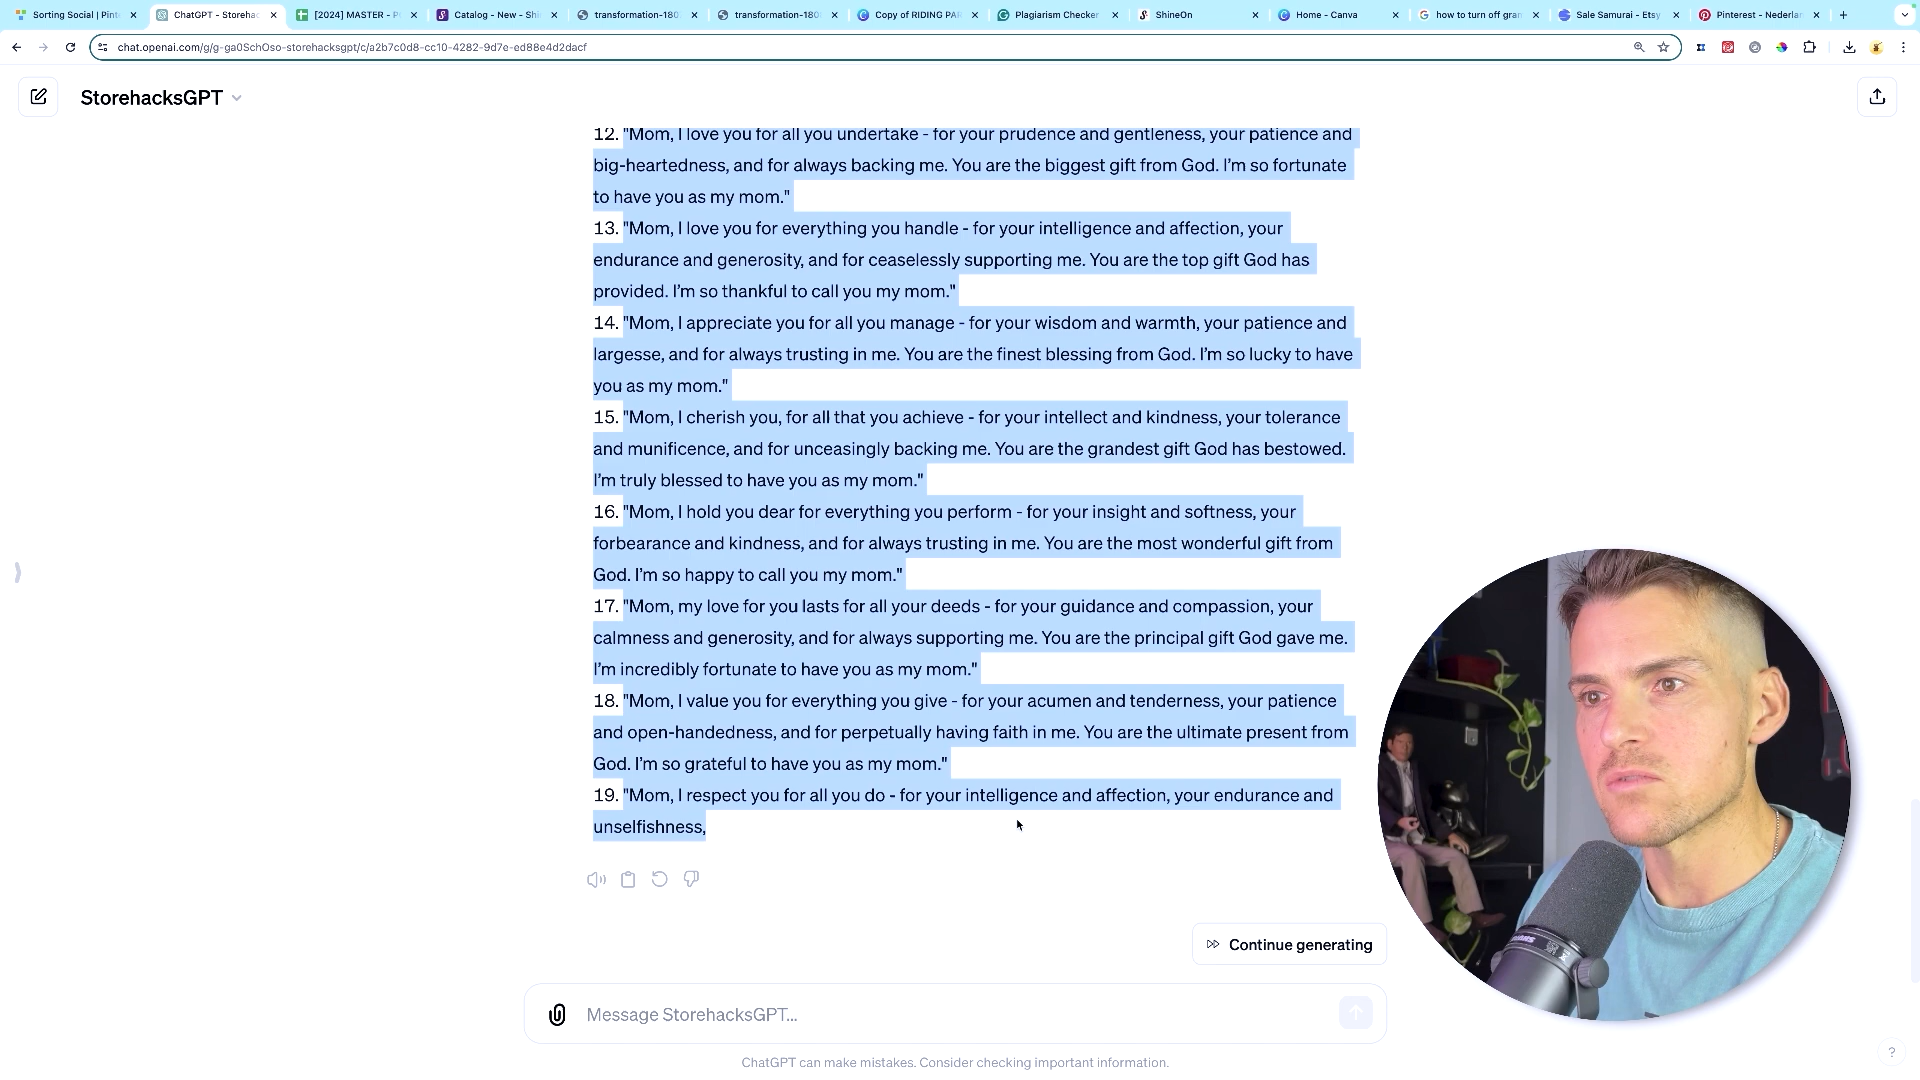 Sorting Social | Pint
ChatGPT - Storehac
[2024] MASTER - P
Catalog - New - Shi
transformation-180
transformation-180
Copy of RIDING PAR
Plagiarism Checker
ShineOn
Home - Canva
how to turn off gran
Sale Samurai - Etsy
Pinterest - Nederlan
chat.openai.com/g/g-ga0SchOso-storehacksgpt/c/a2b7c0d8-cc10-4282-9d7e-ed88e4d2dacf
StorehacksGPT
12. "Mom, I love you for all you undertake - for your prudence and gentleness, your patience and
big-heartedness, and for always backing me. You are the biggest gift from God. I’m so fortunate
to have you as my mom."
13. "Mom, I love you for everything you handle - for your intelligence and affection, your
endurance and generosity, and for ceaselessly supporting me. You are the top gift God has
provided. I’m so thankful to call you my mom."
14. "Mom, I appreciate you for all you manage - for your wisdom and warmth, your patience and
largesse, and for always trusting in me. You are the finest blessing from God. I’m so lucky to have
you as my mom."
15. "Mom, I cherish you, for all that you achieve - for your intellect and kindness, your tolerance
and munificence, and for unceasingly backing me. You are the grandest gift God has bestowed.
I’m truly blessed to have you as my mom."
16. "Mom, I hold you dear for everything you perform - for your insight and softness, your
forbearance and kindness, and for always trusting in me. You are the most wonderful gift from
God. I’m so happy to call you my mom."
17. "Mom, my love for you lasts for all your deeds - for your guidance and compassion, your
calmness and generosity, and for always supporting me. You are the principal gift God gave me.
I’m incredibly fortunate to have you as my mom."
18. "Mom, I value you for everything you give - for your acumen and tenderness, your patience
and open-handedness, and for perpetually having faith in me. You are the ultimate present from
God. I’m so grateful to have you as my mom."
19. "Mom, I respect you for all you do - for your intelligence and affection, your endurance and
unselfishness,
Continue generating
Message StorehacksGPT...
ChatGPT can make mistakes. Consider checking important information.
?